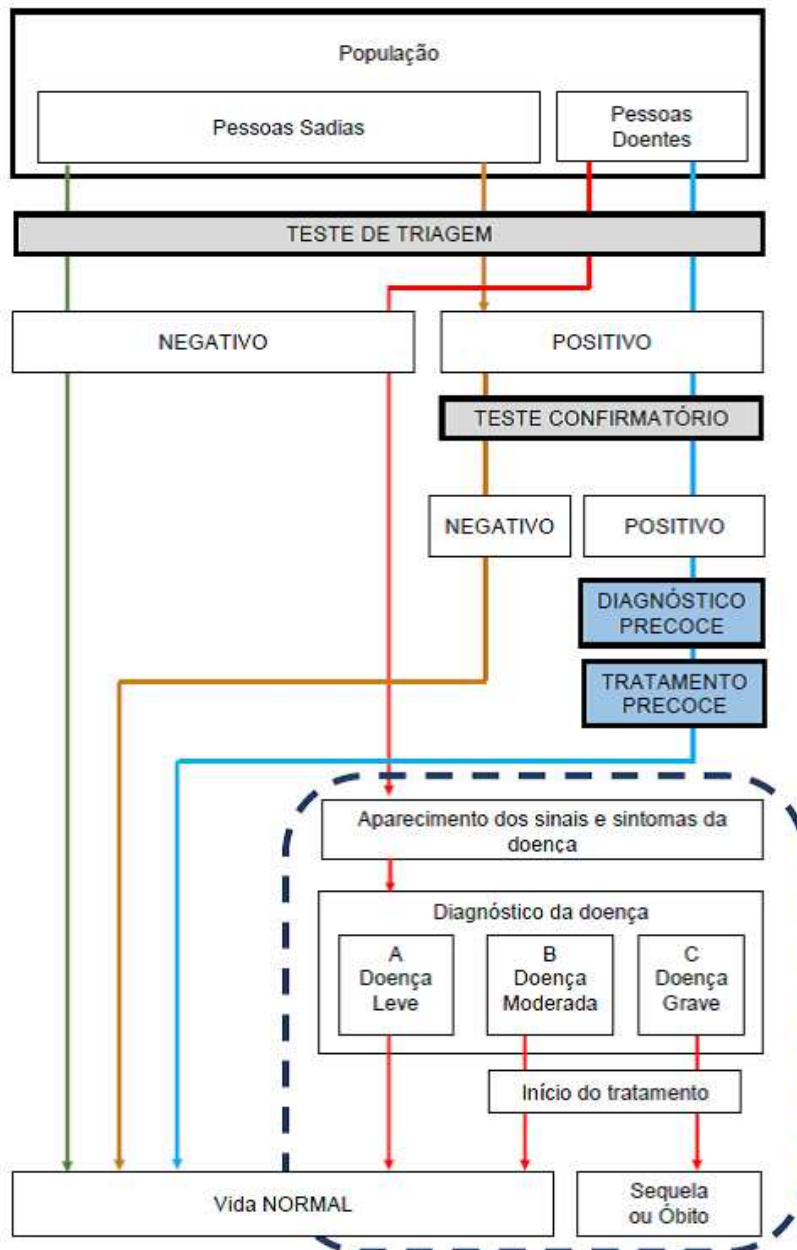 População
Pessoas Sadias
Pessoas
Doentes
TESTE DE TRIAGEM
NEGATIVO
POSITIVO
TESTE CONFIRMATÓRIO
NEGATIVO
POSITIVO
DIAGNÓSTICO
PRECOCE
TRATAMENTO
PRECOCE
Aparecimento dos sinais e sintomas da
doença
Diagnóstico da doença
A
Doença
Leve
B
Doença
Moderada
C
Doença
Grave
Início do tratamento
Vida NORMAL
Sequela
ou Óbito